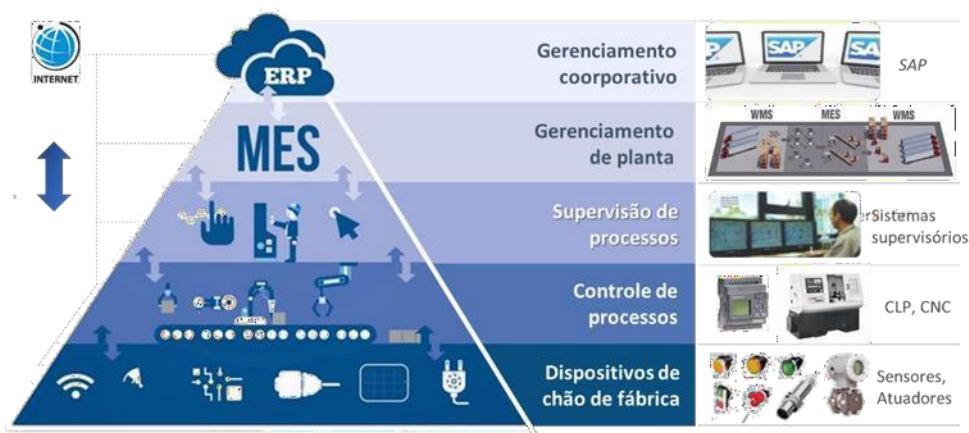 INTERNET
ERP
Gerenciamento
coorporativo
SAP
SAP
SAP
SAP
MES
Gerenciamento
de planta
WMS
MES
WMS
Supervisão de
processos
Sistemas
supervisórios
Controle de
processos
CLP, CNC
Dispositivos de
chão de fábrica
Sensores,
Atuadores